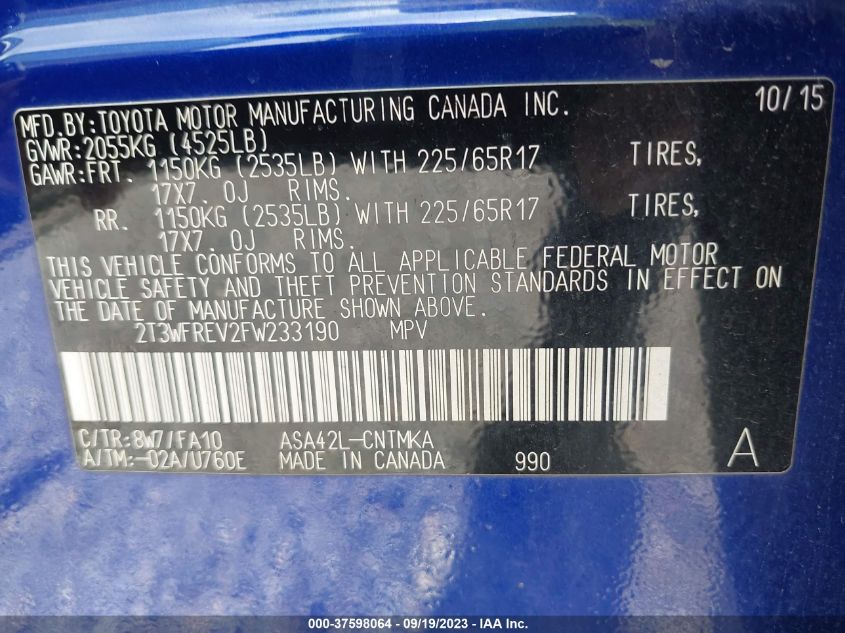 MFD.BY:TOYOTA MOTOR MANUFACTURING CANADA INC. 10/15
GVWR:2055KG (4525LB)
GAWR:FRT. 1150KG (2535LB) WITH 225/65R17 TIRES,
17X7.0J RIMS.
RR. 1150KG (2535LB) WITH 225/65R17 TIRES,
17X7.0J RIMS.
THIS VEHICLE CONFORMS TO ALL APPLICABLE FEDERAL MOTOR
VEHICLE SAFETY AND THEFT PREVENTION STANDARDS IN EFFECT ON
THE DATE OF MANUFACTURE SHOWN ABOVE.
2T3WFREV2FW233190 MPV
C/TR:8W7/FA10 ASA42L-CNTMKA
A/TM:-02A/U760E MADE IN CANADA 990 A
000-37598064 - 09/19/2023 - IAA Inc.